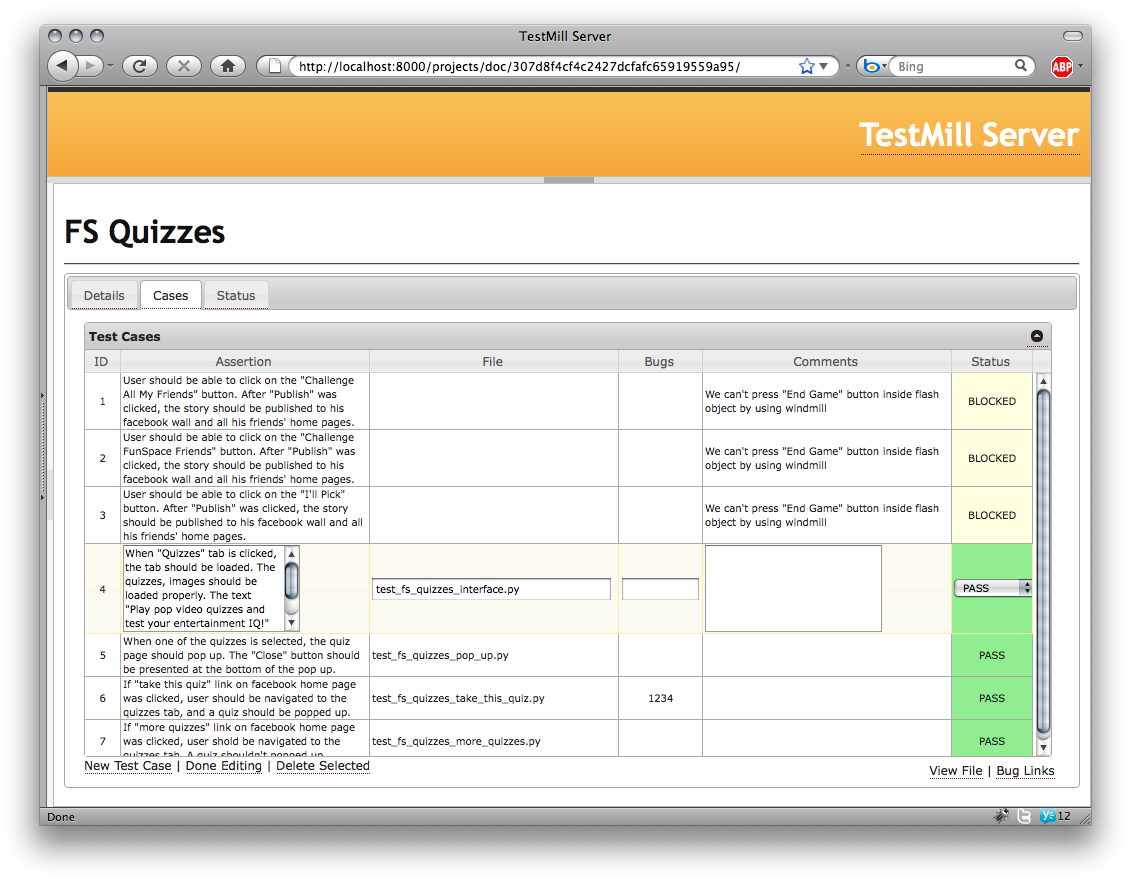 TestMill Server
http://localhost:8000/projects/doc/307d8f4cf4c2427dcfafc65919559a95/
Bing
ABP
TestMill Server
FS Quizzes
Details
Cases
Status
Test Cases
ID
Assertion
File
Bugs
Comments
Status
1
User should be able to click on the "Challenge
All My Friends" button. After "Publish" was
clicked, the story should be published to his
facebook wall and all his friends' home pages.
We can't press "End Game" button inside flash
object by using windmill
BLOCKED
2
User should be able to click on the "Challenge
FunSpace Friends" button. After "Publish" was
clicked, the story should be published to his
facebook wall and all his friends' home pages.
We can't press "End Game" button inside flash
object by using windmill
BLOCKED
3
User should be able to click on the "I'll Pick"
button. After "Publish" was clicked, the story
should be published to his facebook wall and all
his friends' home pages.
We can't press "End Game" button inside flash
object by using windmill
BLOCKED
4
When "Quizzes" tab is clicked,
the tab should be loaded. The
quizzes, images should be
loaded properly. The text
"Play pop video quizzes and
test your entertainment IQ!"
test_fs_quizzes_interface.py
PASS
5
When one of the quizzes is selected, the quiz
page should pop up. The "Close" button should
be presented at the bottom of the pop up.
test_fs_quizzes_pop_up.py
PASS
6
If "take this quiz" link on facebook home page
was clicked, user should be navigated to the
quizzes tab, and a quiz should be popped up.
test_fs_quizzes_take_this_quiz.py
1234
PASS
7
If "more quizzes" link on facebook home page
was clicked, user shold be navigated to the
quizzes tab. A quiz shouldn't popped up.
test_fs_quizzes_more_quizzes.py
PASS
New Test Case | Done Editing | Delete Selected
View File | Bug Links
Done
12